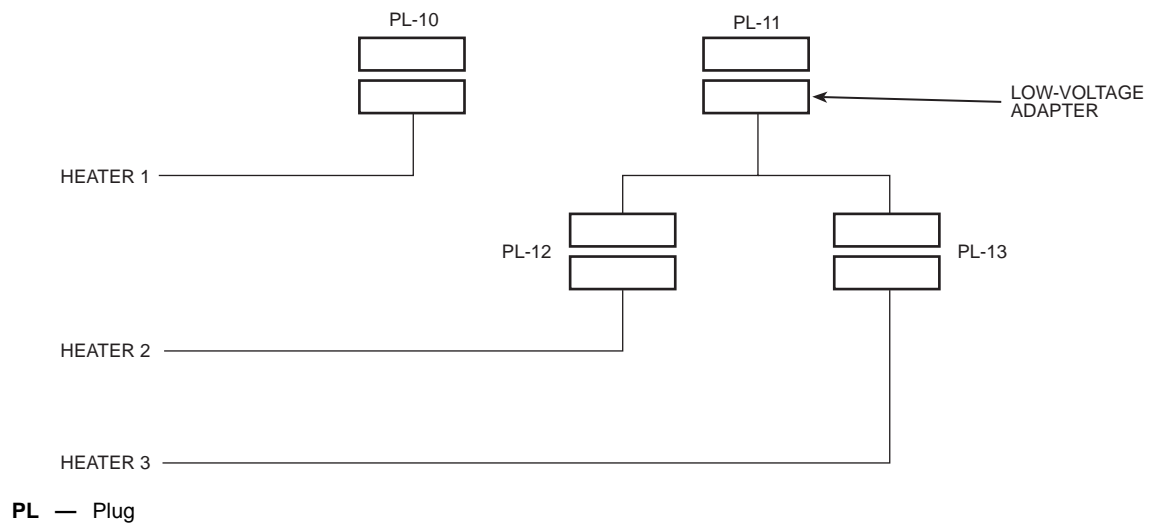 PL-10
PL-11
LOW-VOLTAGE
ADAPTER
HEATER 1
PL-12
PL-13
HEATER 2
HEATER 3
PL — Plug